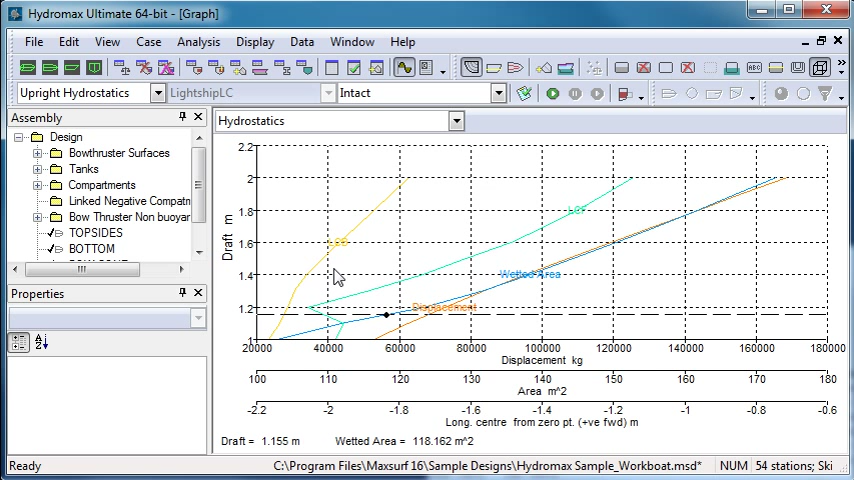 Hydromax Ultimate 64-bit - [Graph]
File Edit View Case Analysis Display Data Window Help
Upright Hydrostatics LightshipLC Intact
Assembly
Design
Bowthruster Surfaces
Tanks
Compartments
Linked Negative Compatn
Bow Thruster Non buoyar
TOPSIDES
BOTTOM
Properties
Hydrostatics
Draft m
2.2
2
1.8
1.6
1.4
1.2
1
LCB
LCF
Wetted Area
Displacement
20000 40000 60000 80000 100000 120000 140000 160000 180000
Displacement kg
100 110 120 130 140 150 160 170 180
Area m^2
-2.2 -2 -1.8 -1.6 -1.4 -1.2 -1 -0.8 -0.6
Long. centre from zero pt. (+ve fwd) m
Draft = 1.155 m Wetted Area = 118.162 m^2
Ready C:\Program Files\Maxsurf 16\Sample Designs\Hydromax Sample_Workboat.msd* NUM 54 stations; Ski